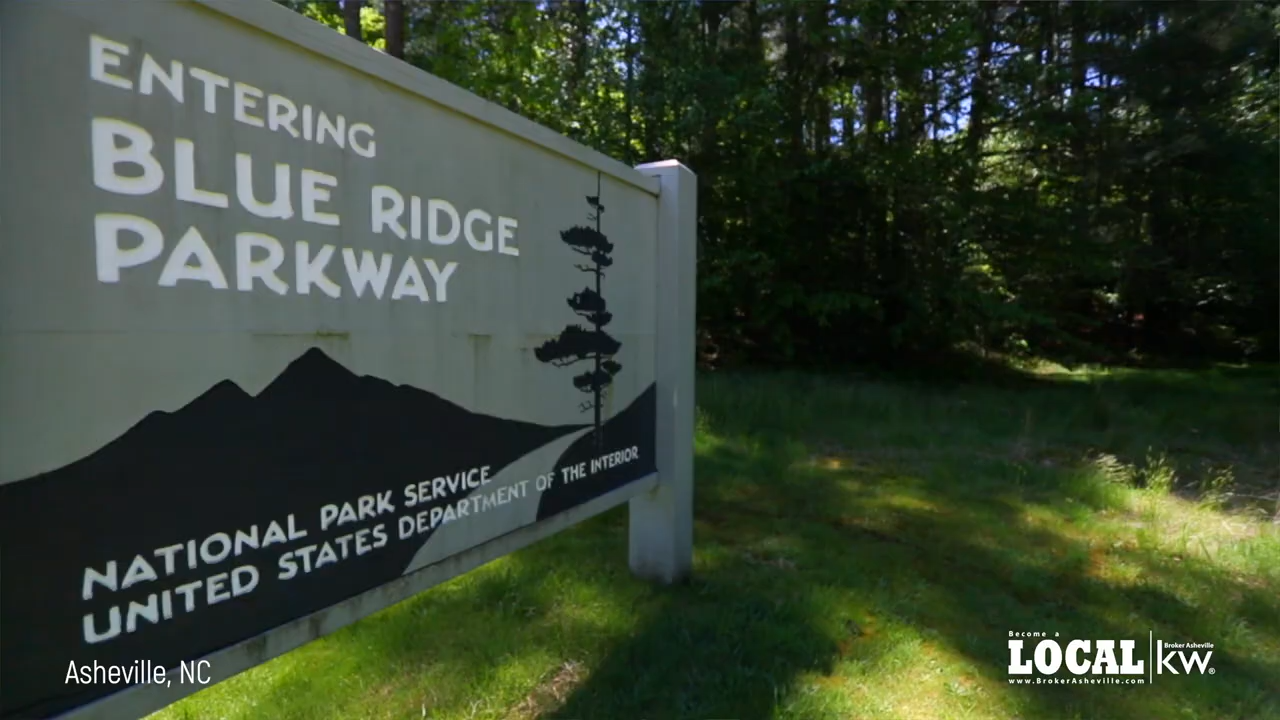 ENTERING
BLUE RIDGE
PARKWAY
NATIONAL PARK SERVICE
UNITED STATES DEPARTMENT OF THE INTERIOR
Asheville, NC
Become a
LOCAL
www.BrokerAsheville.com
Broker Asheville
kw®